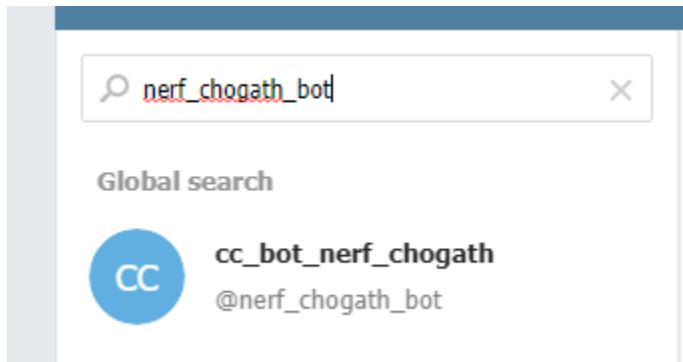 nerf_chogath_bot
Global search
CC
cc_bot_nerf_chogath
@nerf_chogath_bot